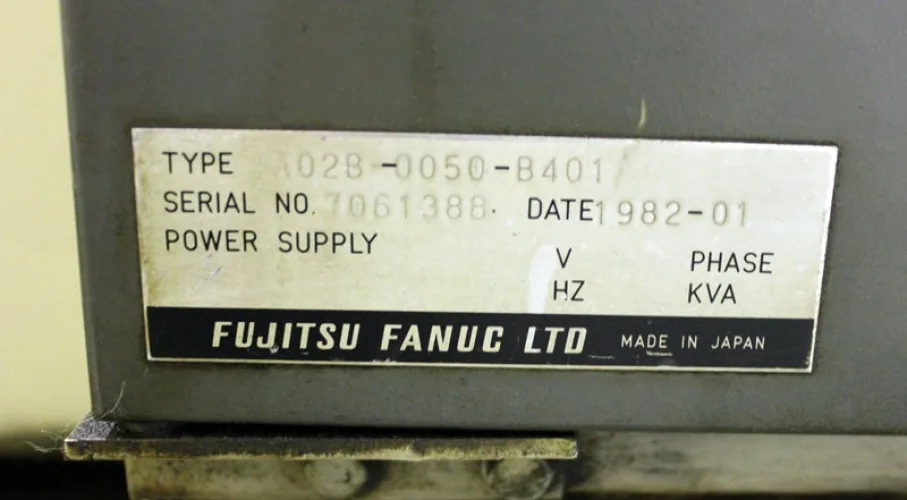 TYPE A02B-0050-B401
SERIAL NO. 7061388. DATE 1982-01
POWER SUPPLY
V PHASE
HZ KVA
FUJITSU FANUC LTD MADE IN JAPAN